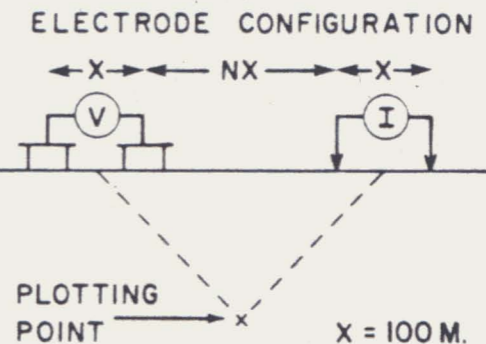 ELECTRODE CONFIGURATION
X NX X
V I
PLOTTING
POINT x X = 100 M.